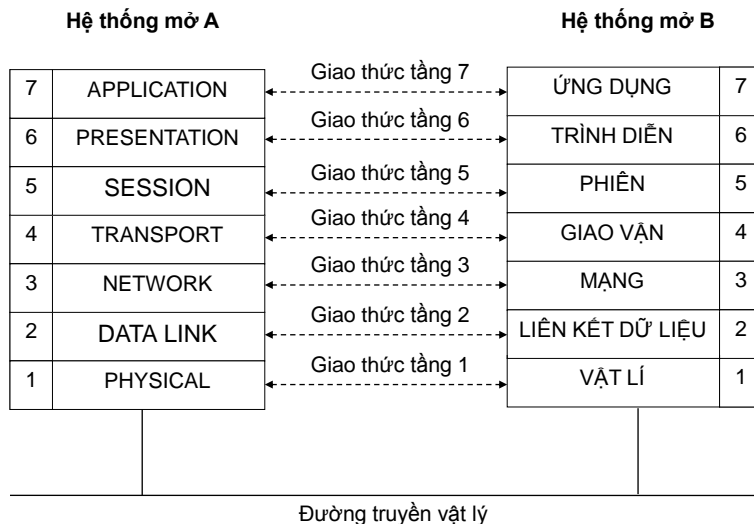 Hệ thống mở A Hệ thống mở B
7 APPLICATION Giao thức tầng 7 ỨNG DỤNG 7
6 PRESENTATION Giao thức tầng 6 TRÌNH DIỄN 6
5 SESSION Giao thức tầng 5 PHIÊN 5
4 TRANSPORT Giao thức tầng 4 GIAO VẬN 4
3 NETWORK Giao thức tầng 3 MẠNG 3
2 DATA LINK Giao thức tầng 2 LIÊN KẾT DỮ LIỆU 2
1 PHYSICAL Giao thức tầng 1 VẬT LÍ 1
Đường truyền vật lý